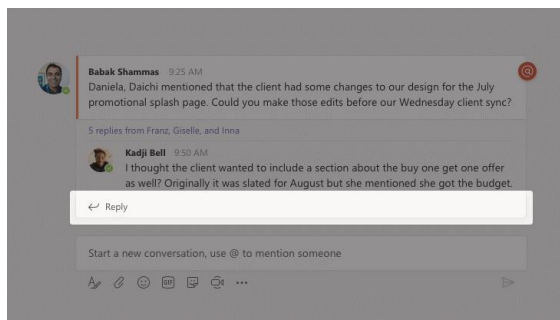 Babak Shammas 9:25 AM
Daniela, Daichi mentioned that the client had some changes to our design for the July
promotional splash page. Could you make those edits before our Wednesday client sync?
5 replies from Franz, Giselle, and Inna
Kadji Bell 9:50 AM
I thought the client wanted to include a section about the buy one get one offer
as well? Originally it was slated for August but she mentioned she got the budget.
Reply
Start a new conversation, use @ to mention someone
GIF